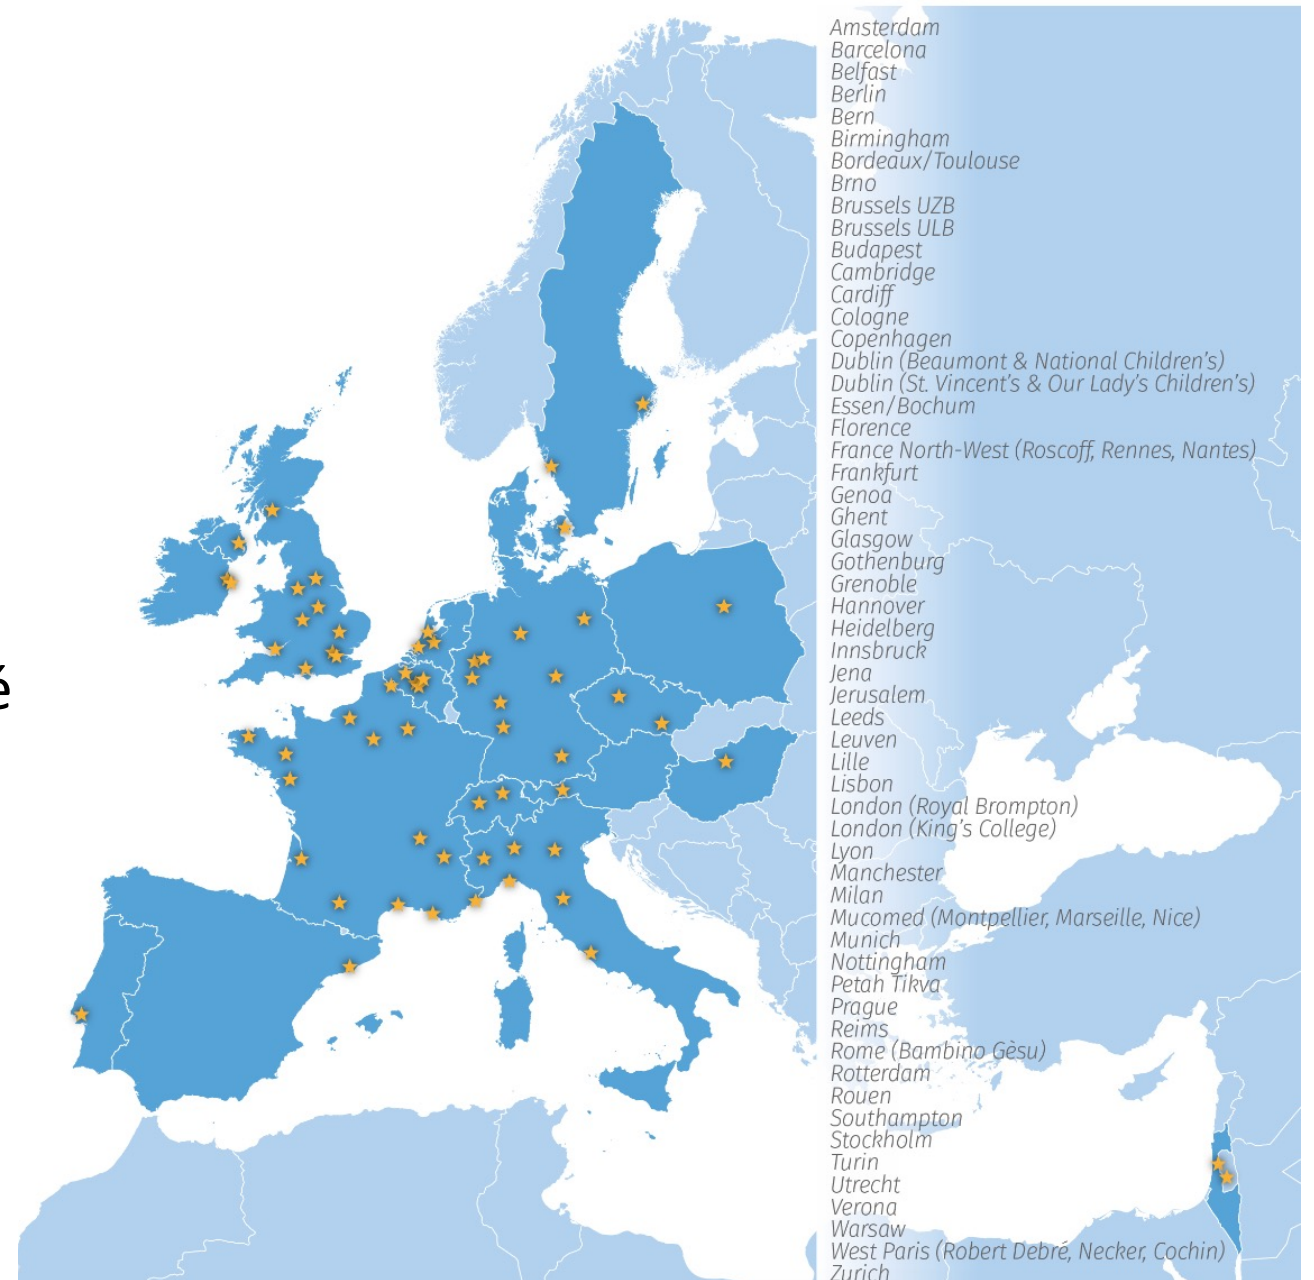 é
Amsterdam
Barcelona
Belfast
Berlin
Bern
Birmingham
Bordeaux/Toulouse
Brno
Brussels UZB
Brussels ULB
Budapest
Cambridge
Cardiff
Cologne
Copenhagen
Dublin (Beaumont & National Children's)
Dublin (St. Vincent's & Our Lady's Children's)
Essen/Bochum
Florence
France North-West (Roscoff, Rennes, Nantes)
Frankfurt
Genoa
Ghent
Glasgow
Gothenburg
Grenoble
Hannover
Heidelberg
Innsbruck
Jena
Jerusalem
Leeds
Leuven
Lille
Lisbon
London (Royal Brompton)
London (King's College)
Lyon
Manchester
Milan
Mucomed (Montpellier, Marseille, Nice)
Munich
Nottingham
Petah Tikva
Prague
Reims
Rome (Bambino Gèsu)
Rotterdam
Rouen
Southampton
Stockholm
Turin
Utrecht
Verona
Warsaw
West Paris (Robert Debré, Necker, Cochin)
Zurich